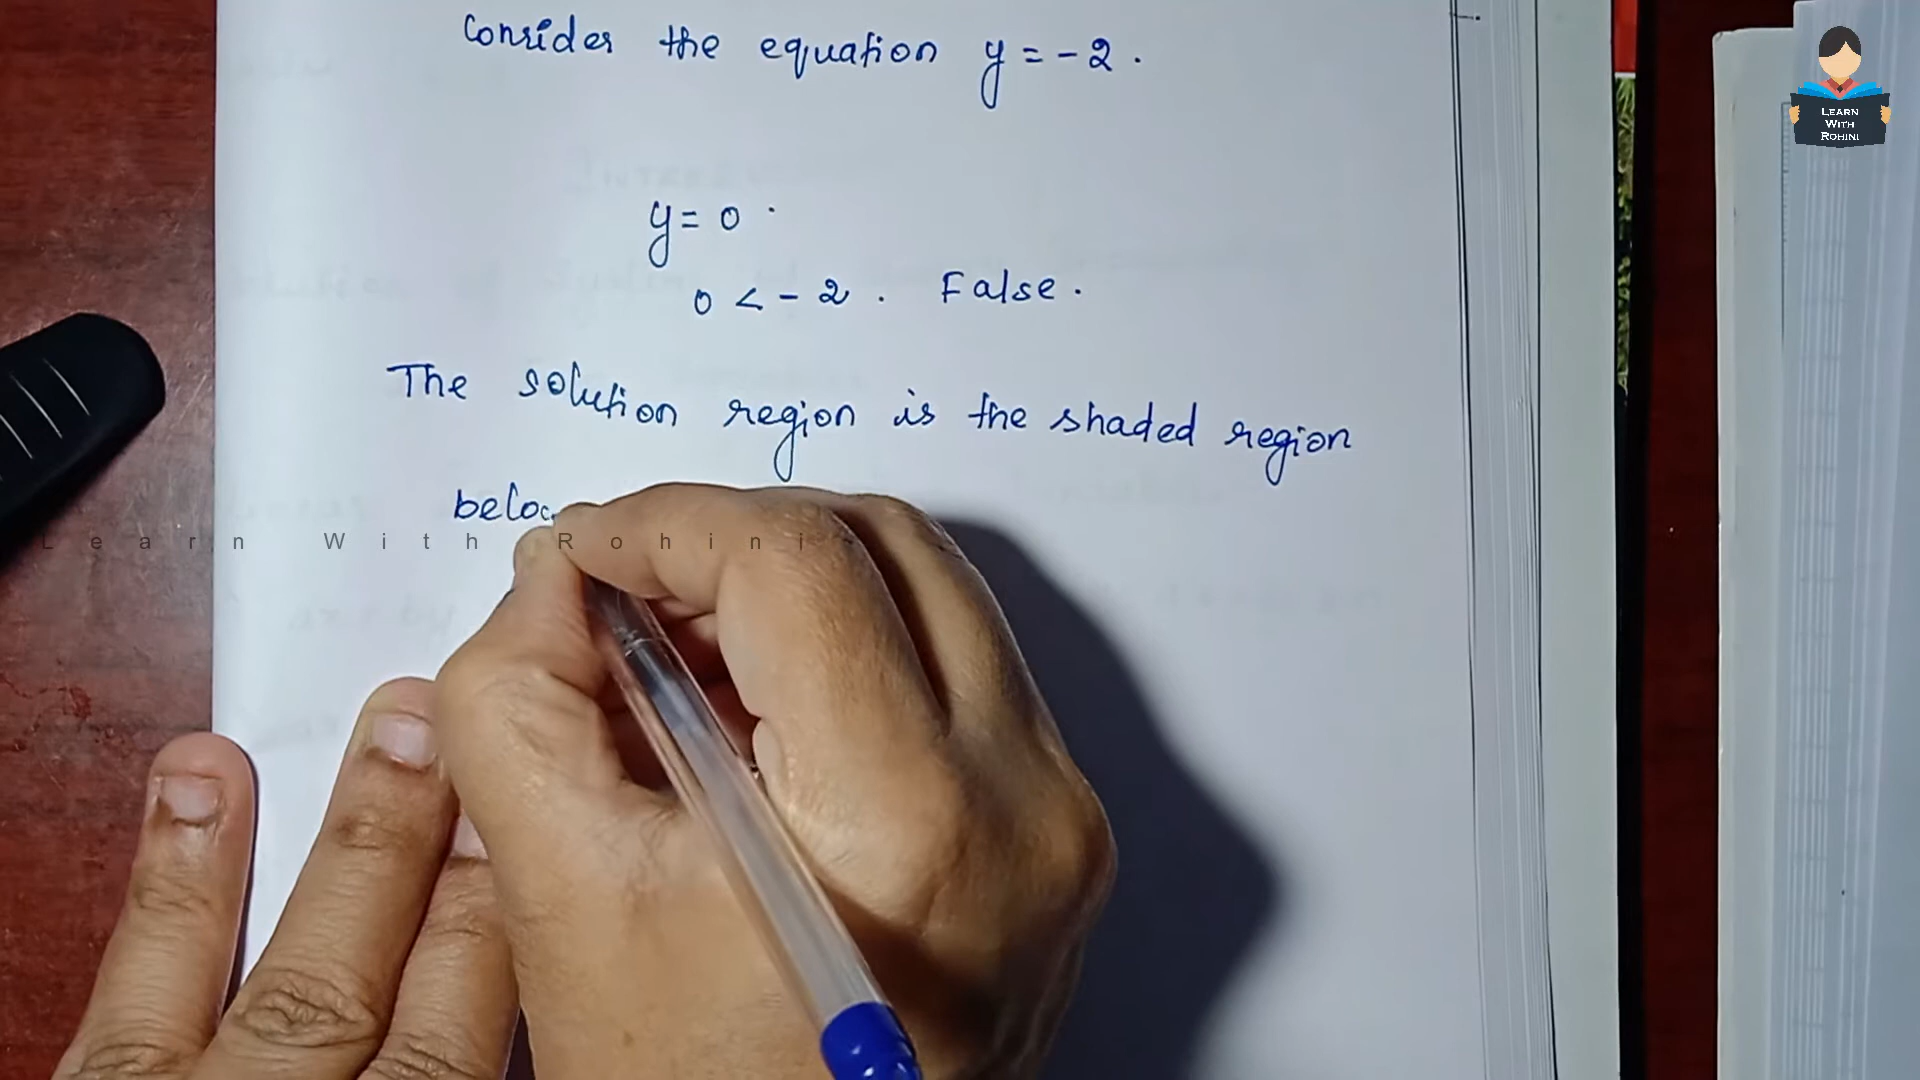 Consider the equation y = -2.
y = 0.
0 < -2. False.
The solution region is the shaded region
Learn With Rohini
LEARN
WITH
ROHINI